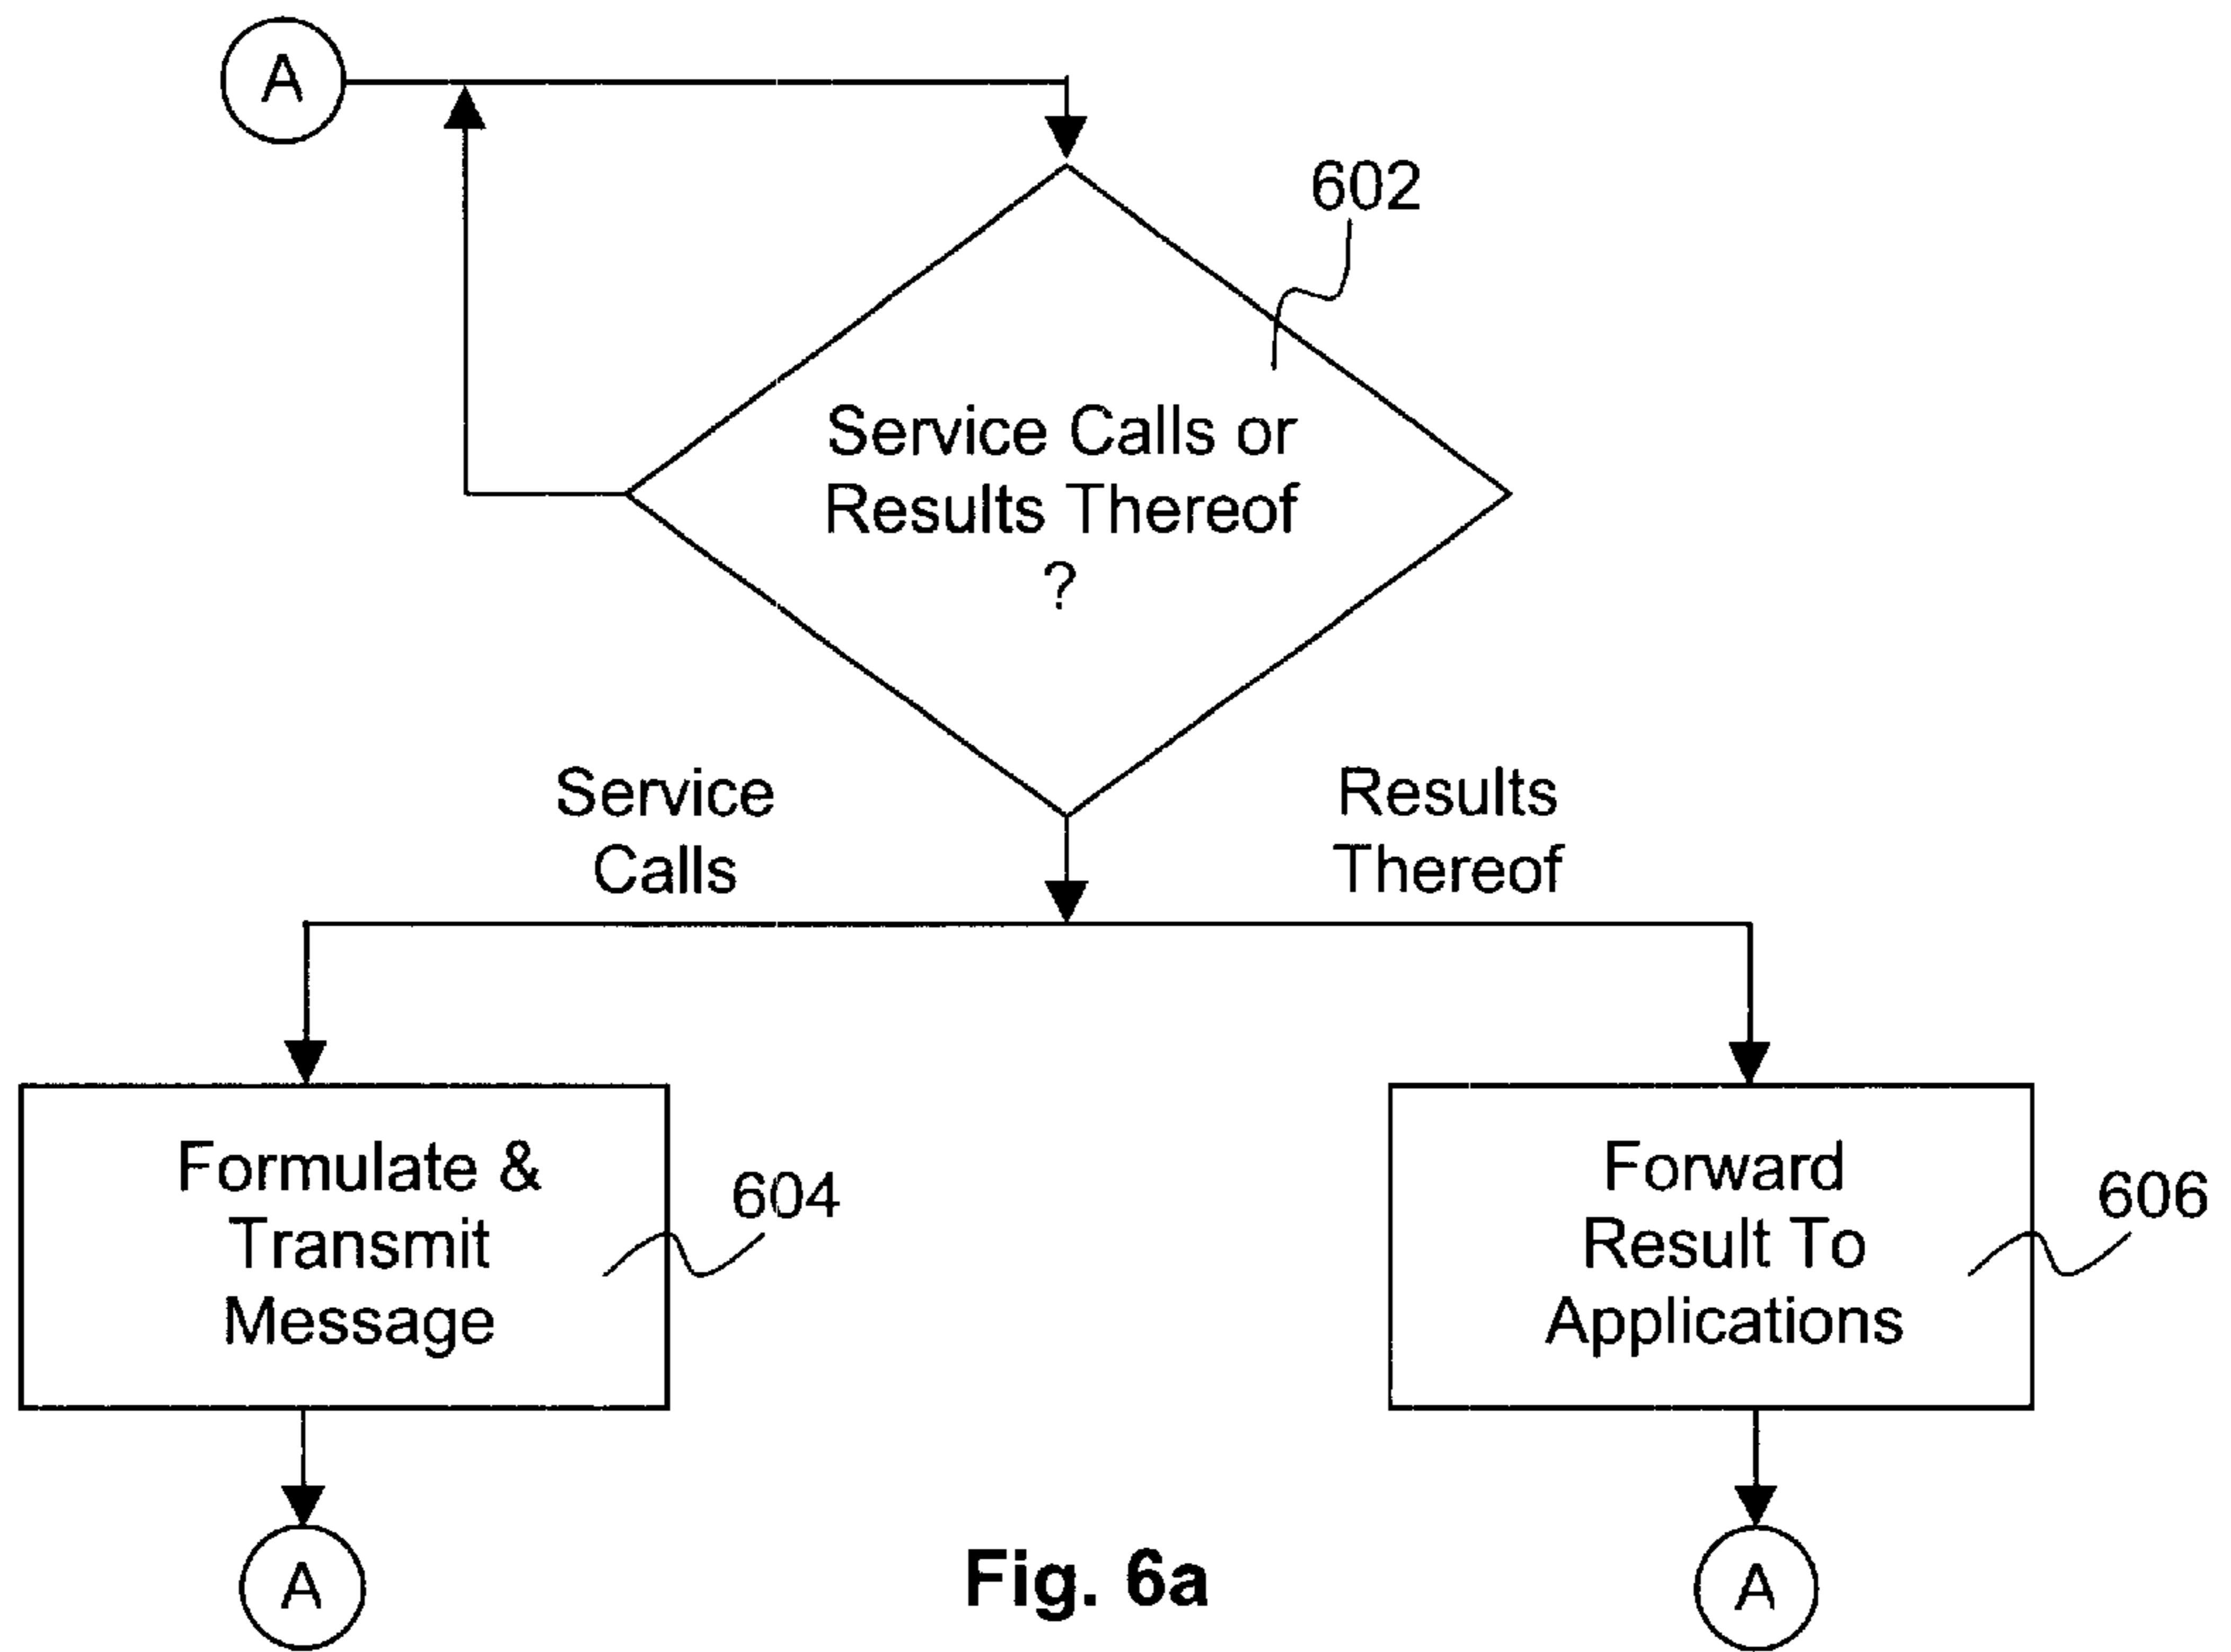 A
602
Service Calls or
Results Thereof
?
Service
Calls
Results
Thereof
Formulate &
Transmit
Message
604
Forward
Result To
Applications
606
A
Fig. 6a
A